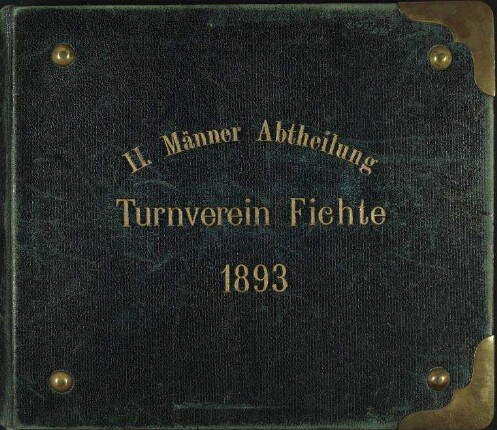 II. Männer Abtheilung
Turnverein Fichte
1893